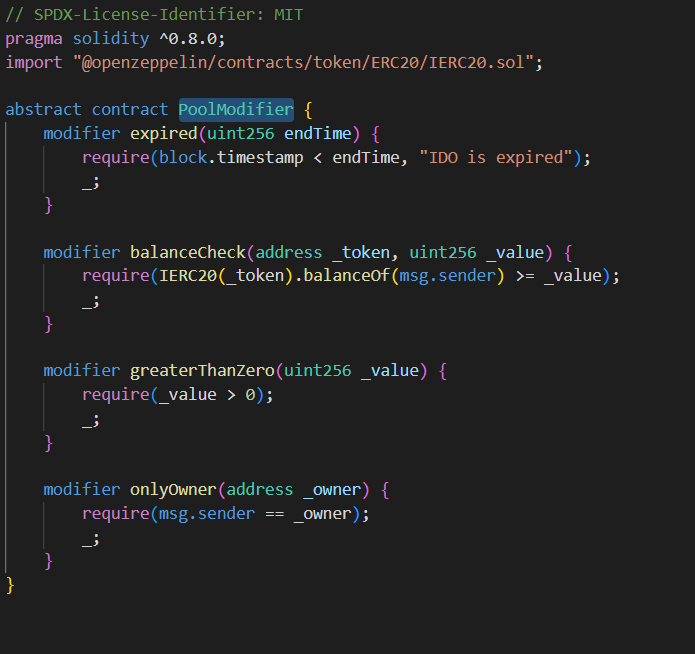 // SPDX-License-Identifier: MIT
pragma solidity ^0.8.0;
import "@openzeppelin/contracts/token/ERC20/IERC20.sol";

abstract contract PoolModifier {
    modifier expired(uint256 endTime) {
        require(block.timestamp < endTime, "IDO is expired");
        _;
    }

    modifier balanceCheck(address _token, uint256 _value) {
        require(IERC20(_token).balanceOf(msg.sender) >= _value);
        _;
    }

    modifier greaterThanZero(uint256 _value) {
        require(_value > 0);
        _;
    }

    modifier onlyOwner(address _owner) {
        require(msg.sender == _owner);
        _;
    }
}